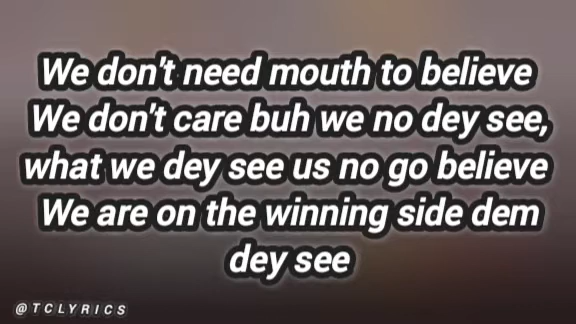 We don't need mouth to believe
We don't care buh we no dey see,
what we dey see us no go believe
We are on the winning side dem
dey see
@TCLYRICS